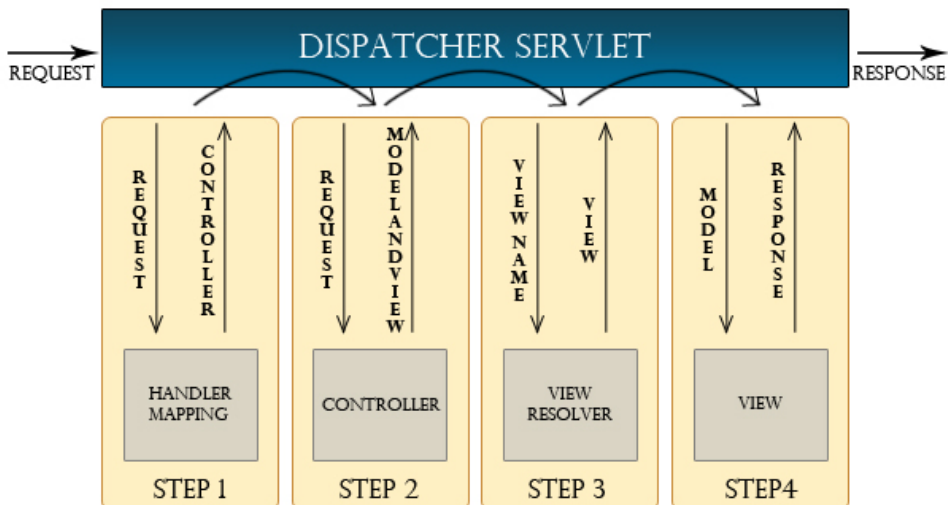 DISPATCHER SERVLET
REQUEST
RESPONSE
REQUEST
CONTROLLER
HANDLER
MAPPING
STEP 1
REQUEST
MODELANDVIEW
CONTROLLER
STEP 2
VIEW NAME
VIEW
VIEW
RESOLVER
STEP 3
MODEL
RESPONSE
VIEW
STEP4